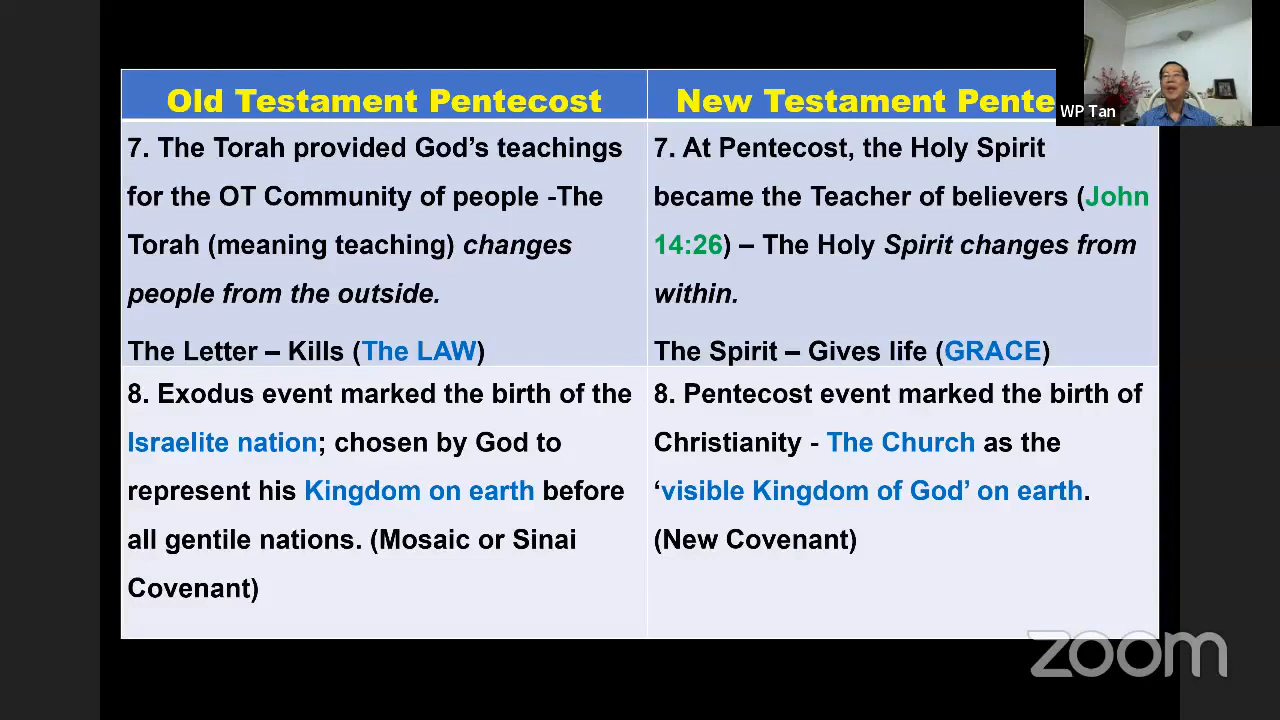 Old Testament Pentecost
7. The Torah provided God’s teachings
for the OT Community of people -The
Torah (meaning teaching) changes
people from the outside.
The Letter – Kills (The LAW)
8. Exodus event marked the birth of the
Israelite nation; chosen by God to
represent his Kingdom on earth before
all gentile nations. (Mosaic or Sinai
Covenant)
New Testament Pente
7. At Pentecost, the Holy Spirit
became the Teacher of believers (John
14:26) – The Holy Spirit changes from
within.
The Spirit – Gives life (GRACE)
8. Pentecost event marked the birth of
Christianity - The Church as the
‘visible Kingdom of God’ on earth.
(New Covenant)
WP Tan
zoom